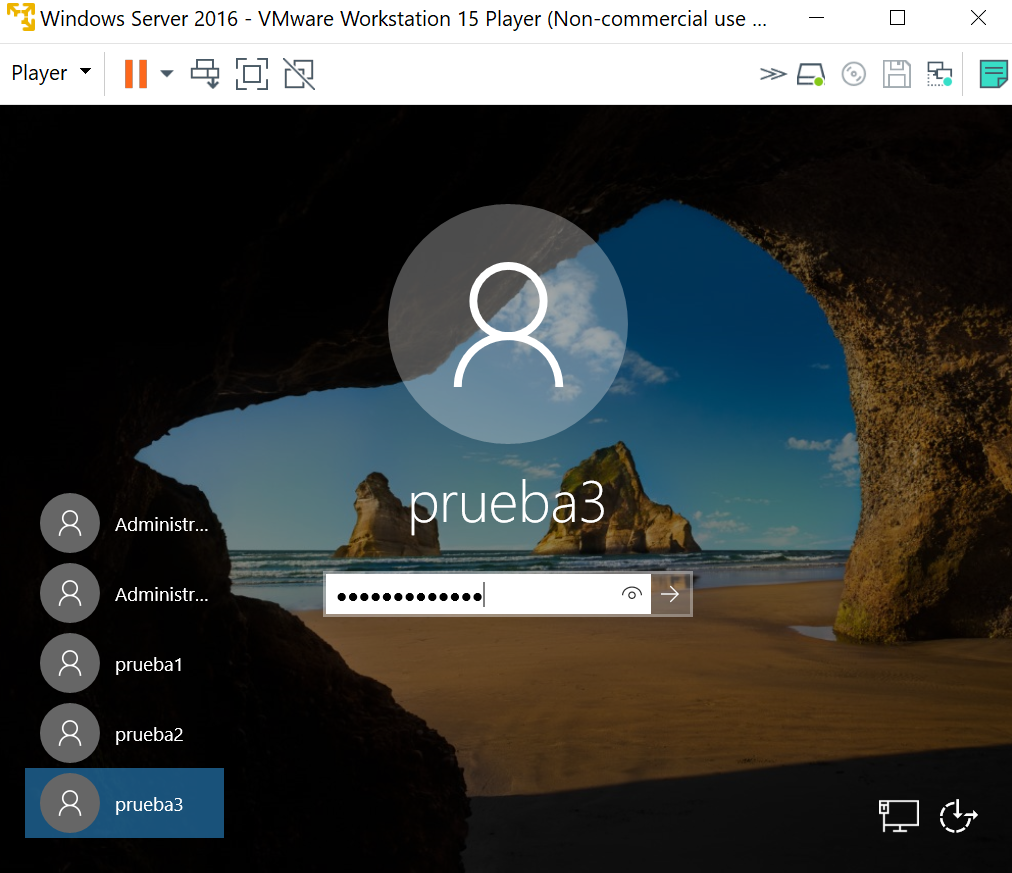 Windows Server 2016 - VMware Workstation 15 Player (Non-commercial use ...
Player
prueba3
●●●●●●●●●●●●●
Administr...
Administr...
prueba1
prueba2
prueba3